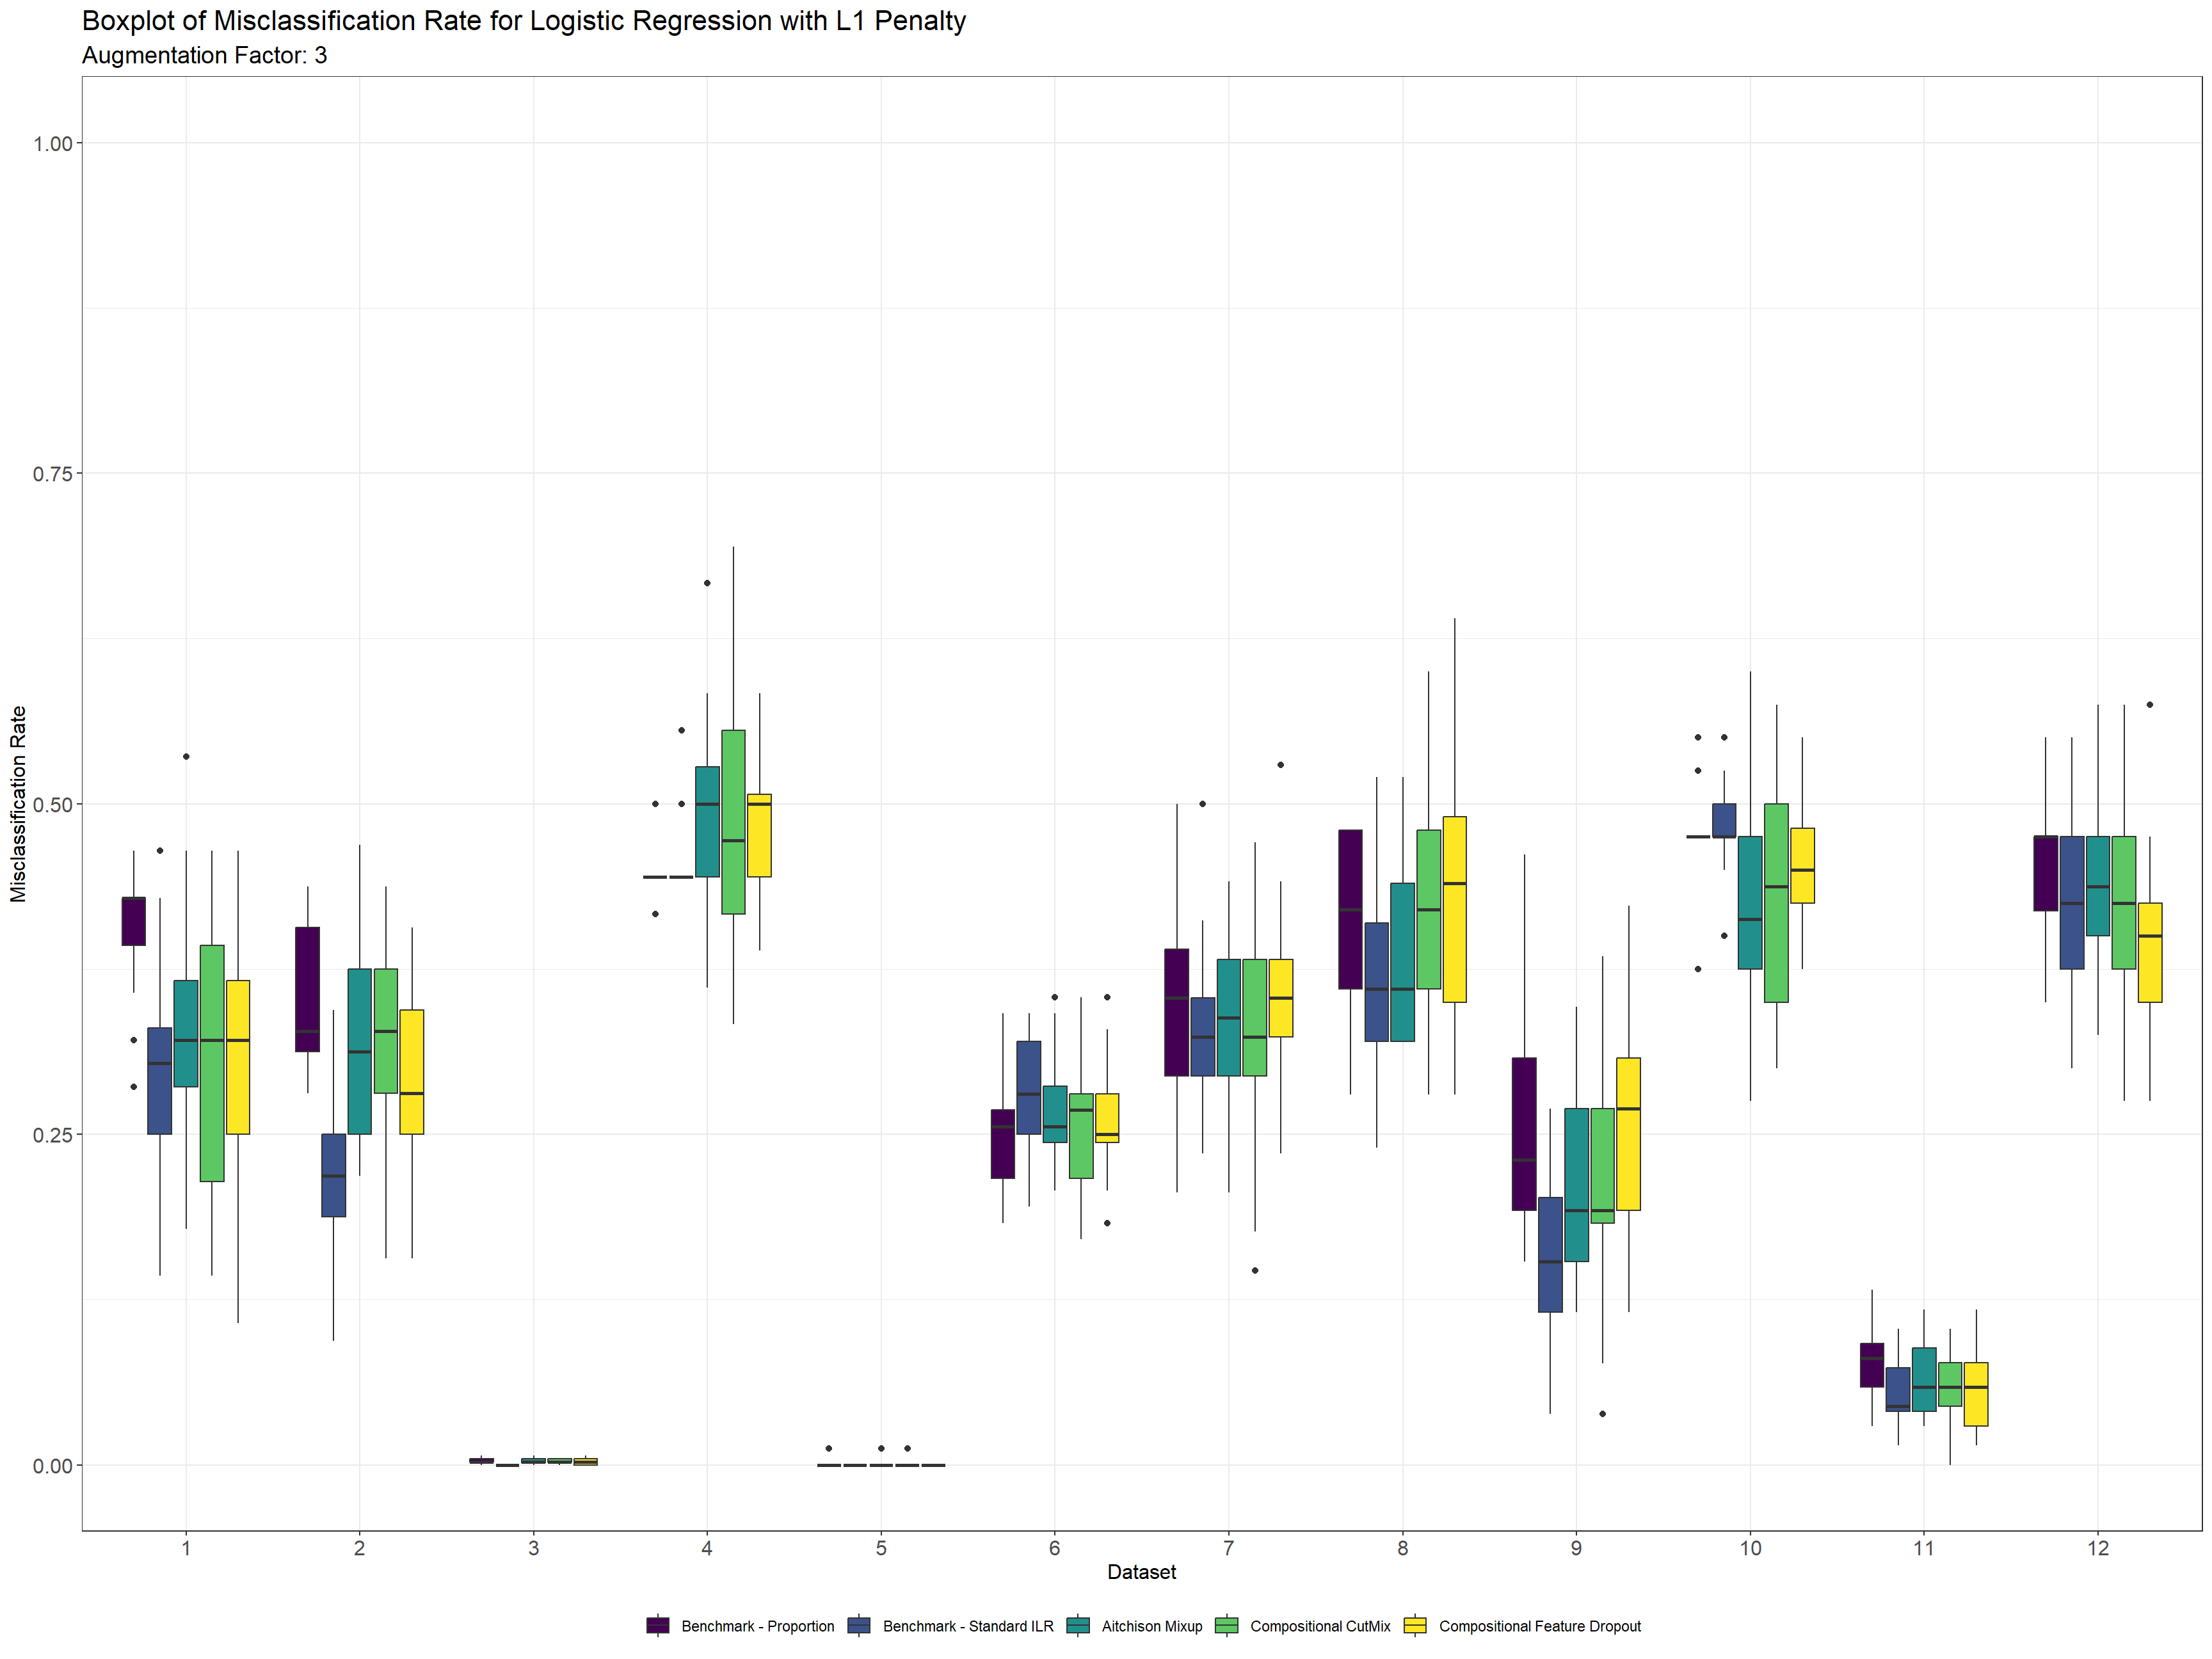 Boxplot of Misclassification Rate for Logistic Regression with L1 Penalty
Augmentation Factor: 3
1.00
0.75
0.50
0.25
0.00
Misclassification Rate
1 2 3 4 5 6 7 8 9 10 11 12
Dataset
Benchmark - Proportion Benchmark - Standard ILR Aitchison Mixup Compositional CutMix Compositional Feature Dropout